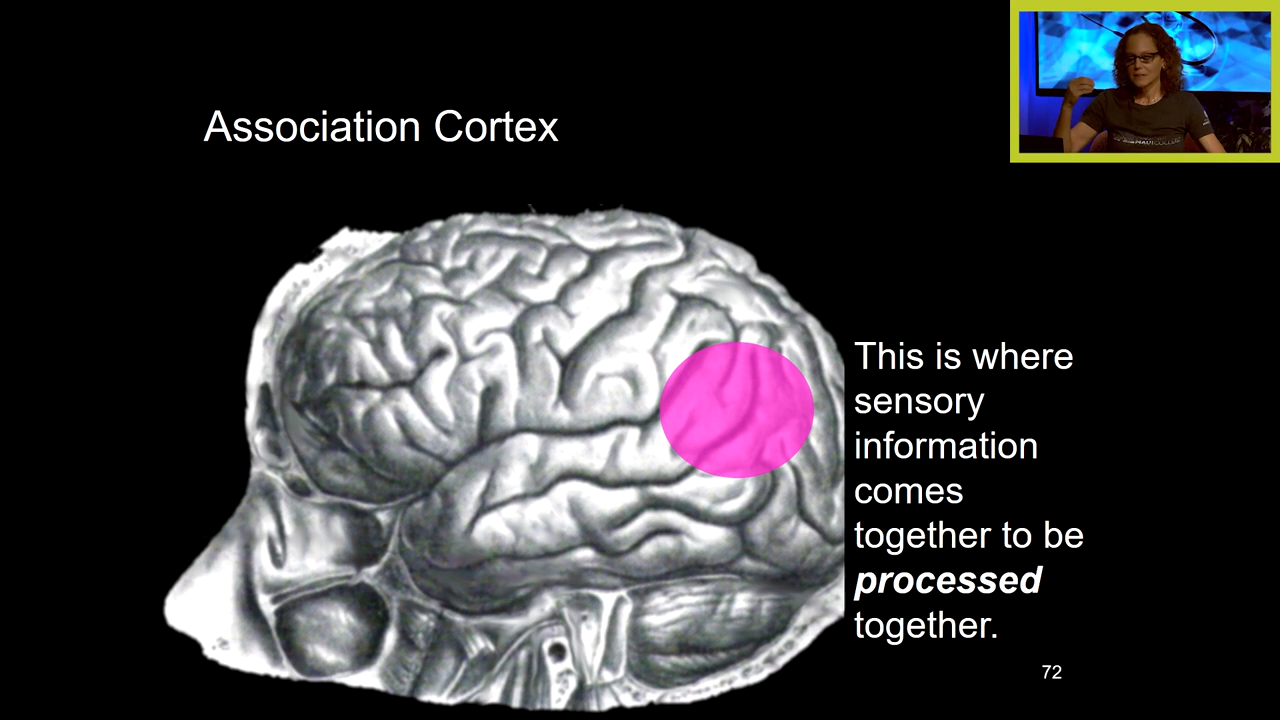 Association Cortex
This is where
sensory
information
comes
together to be
processed
together.
72